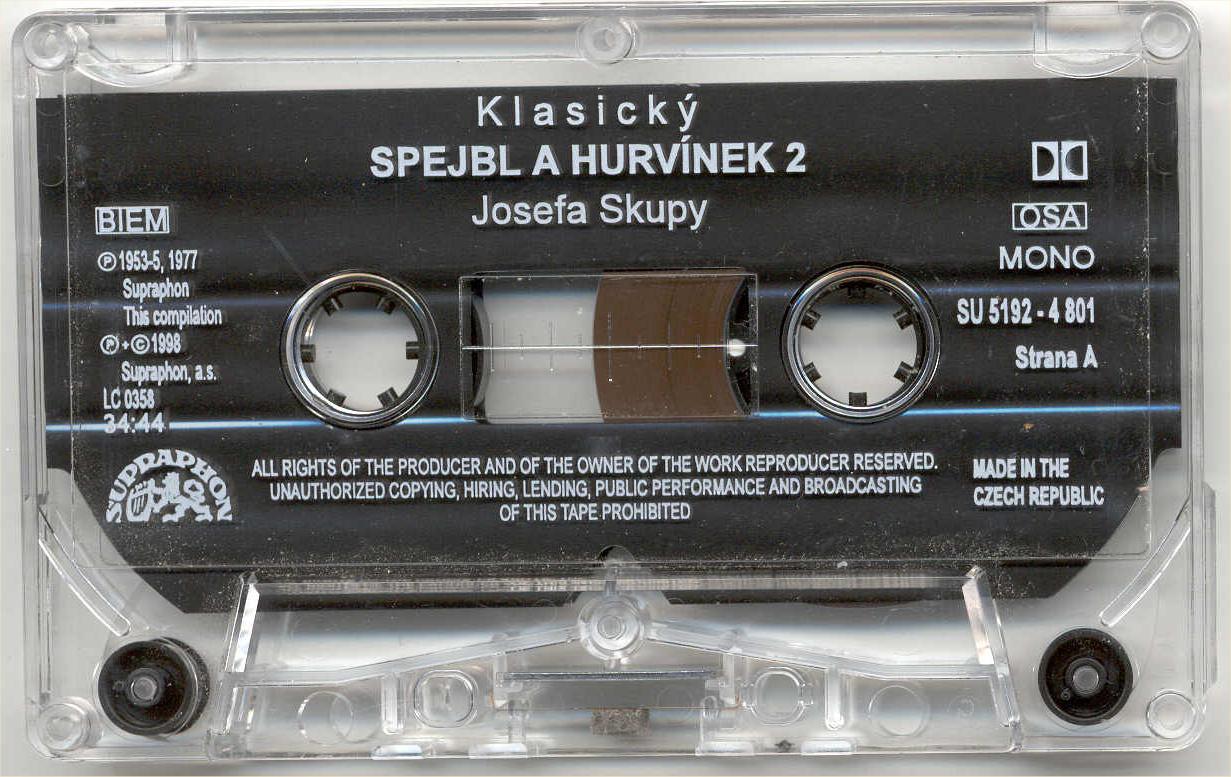 Klasický
SPEJBL A HURVÍNEK 2
Josefa Skupy
BIEM
℗ 1953-5, 1977
Supraphon
This compilation
℗ + © 1998
Supraphon, a.s.
LC 0358
34:44
SUPRAPHON
OSA
MONO
SU 5192 - 4 801
Strana A
ALL RIGHTS OF THE PRODUCER AND OF THE OWNER OF THE WORK REPRODUCER RESERVED.
UNAUTHORIZED COPYING, HIRING, LENDING, PUBLIC PERFORMANCE AND BROADCASTING
OF THIS TAPE PROHIBITED
MADE IN THE
CZECH REPUBLIC